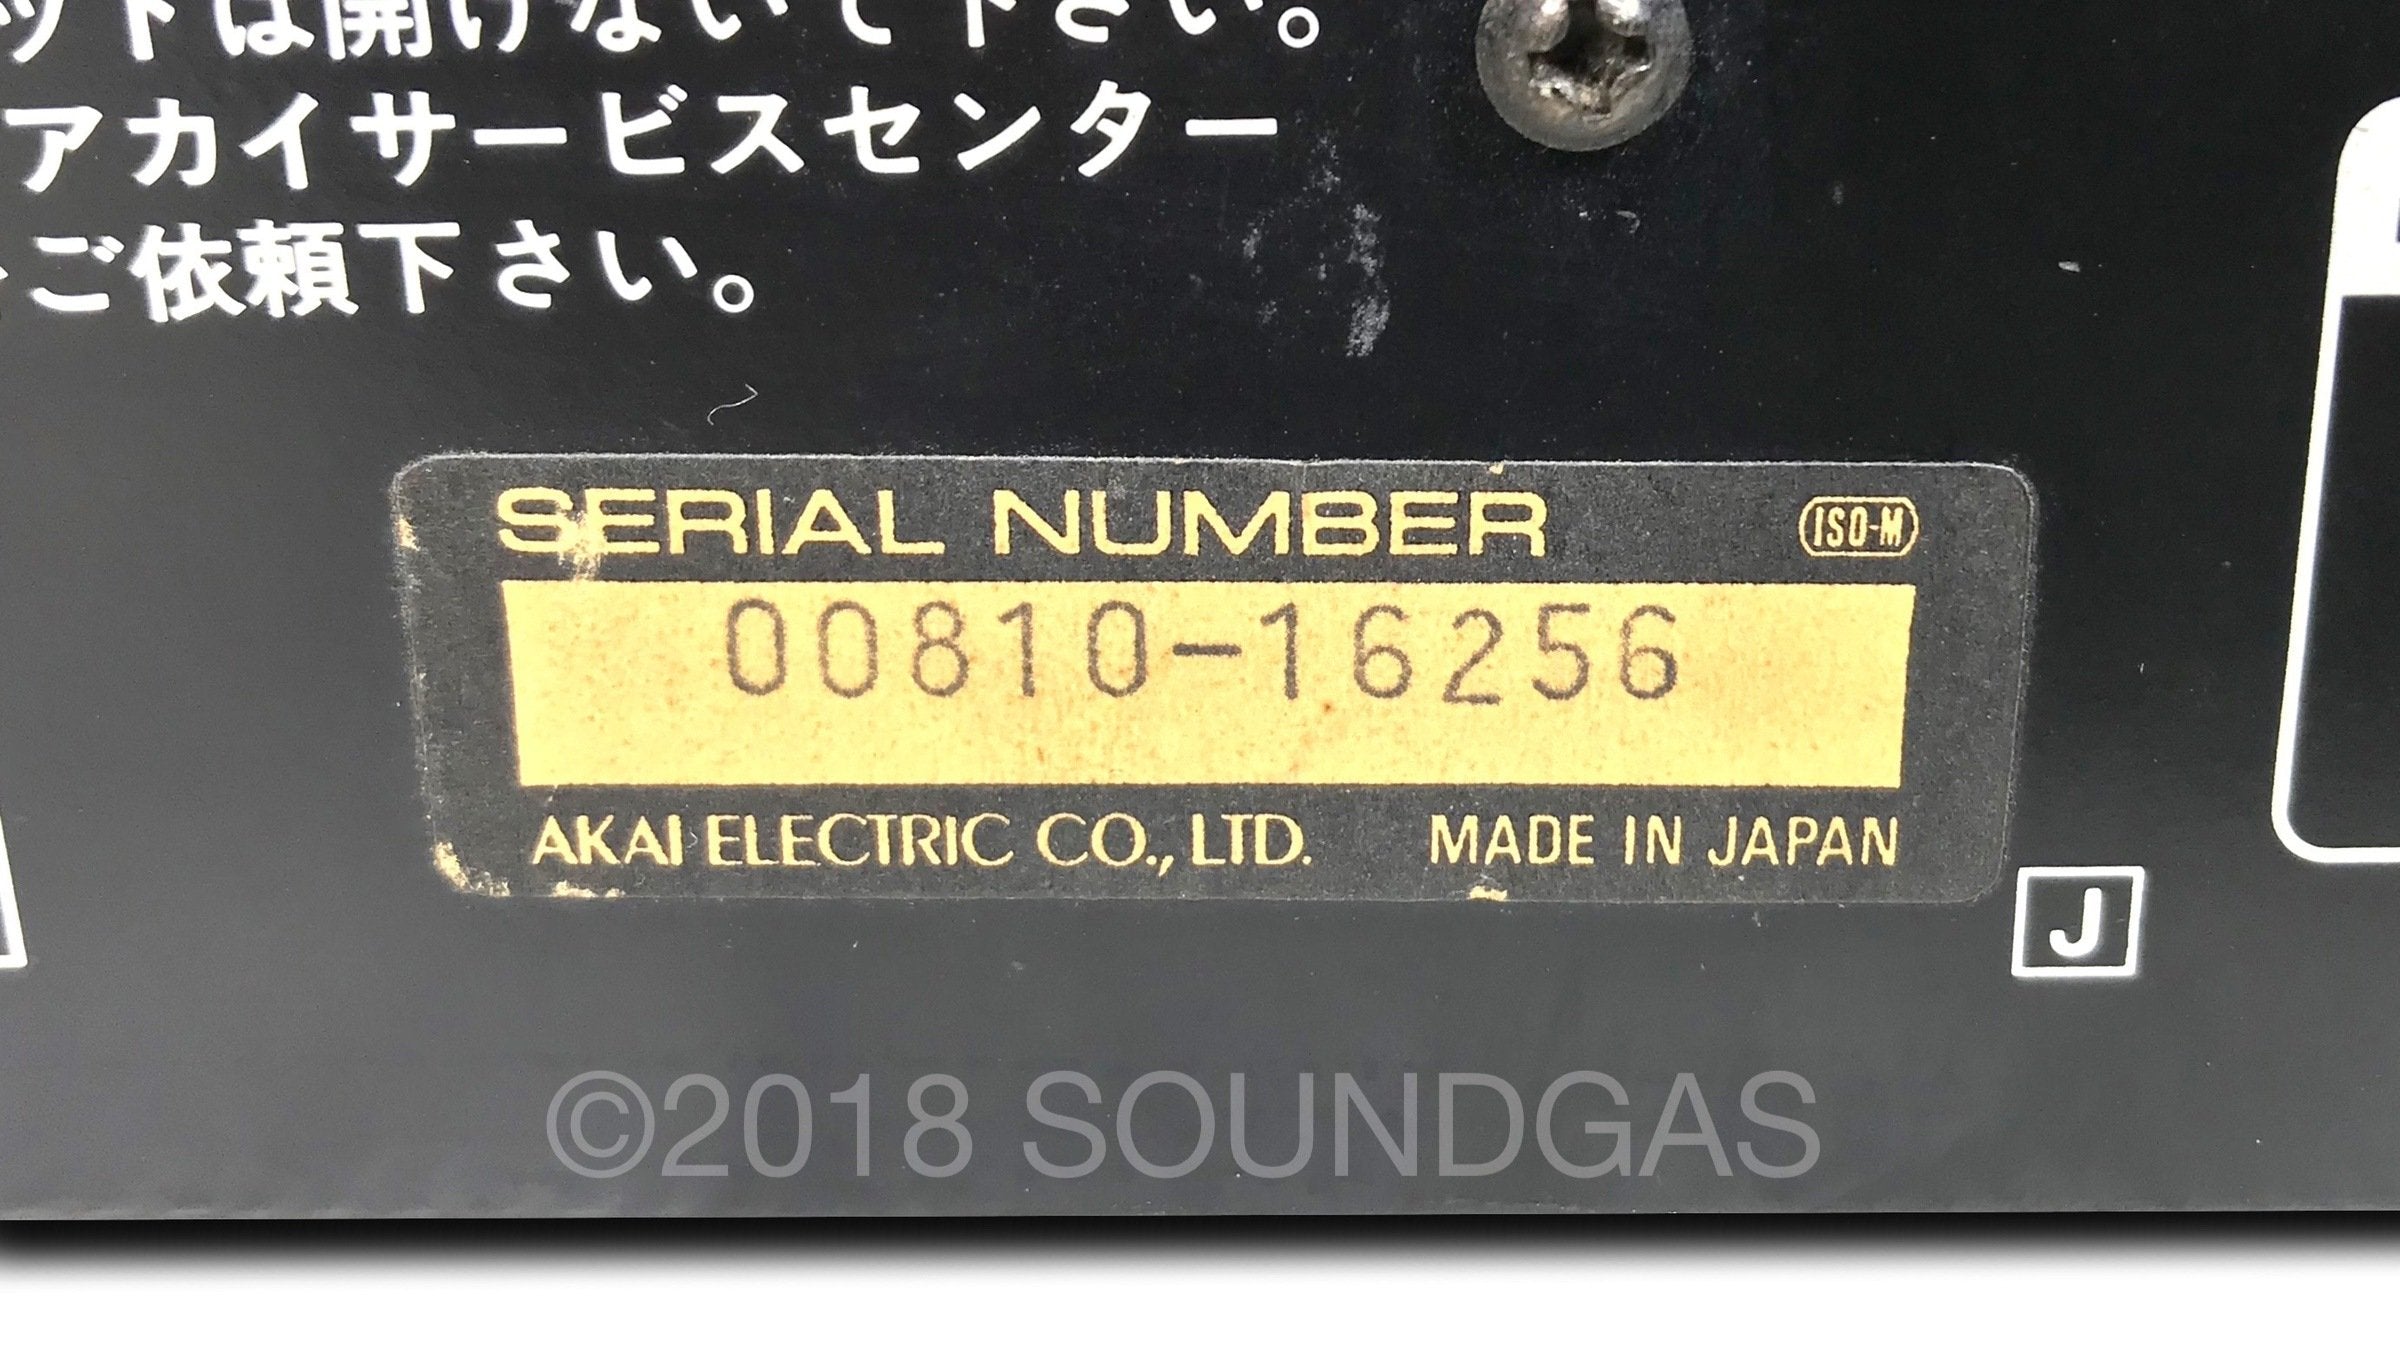 ットは開けないで下さい。
アカイサービスセンター
ご依頼下さい。
SERIAL NUMBER ISO-M
00810-16256
AKAI ELECTRIC CO., LTD. MADE IN JAPAN
J
©2018 SOUNDGAS